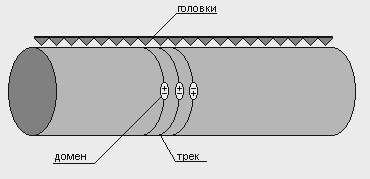 головки
± ± ±
домен
трек